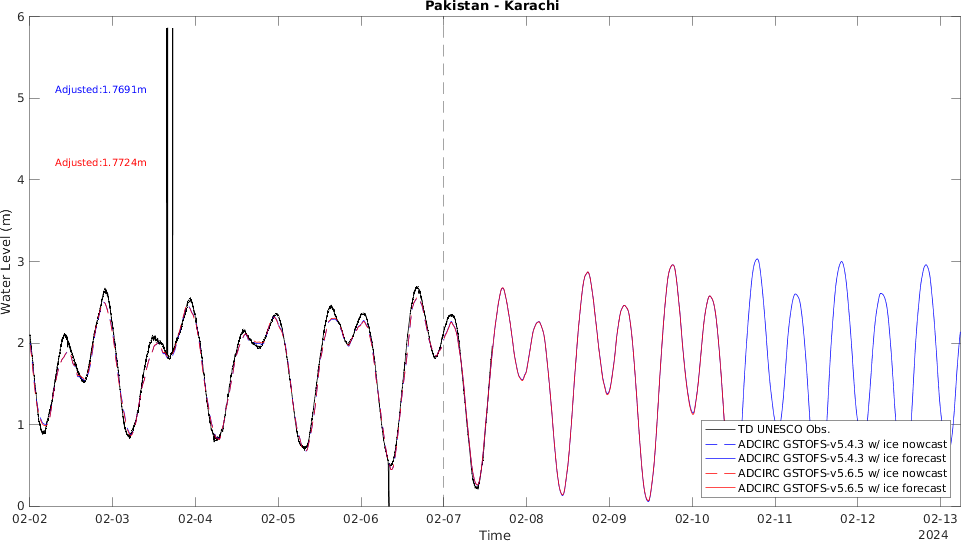 Pakistan - Karachi
6
5
4
3
2
1
0
Water Level (m)
Adjusted:1.7691m
Adjusted:1.7724m
TD UNESCO Obs.
ADCIRC GSTOFS-v5.4.3 w/ ice nowcast
ADCIRC GSTOFS-v5.4.3 w/ ice forecast
ADCIRC GSTOFS-v5.6.5 w/ ice nowcast
ADCIRC GSTOFS-v5.6.5 w/ ice forecast
02-02 02-03 02-04 02-05 02-06 02-07 02-08 02-09 02-10 02-11 02-12 02-13
Time
2024